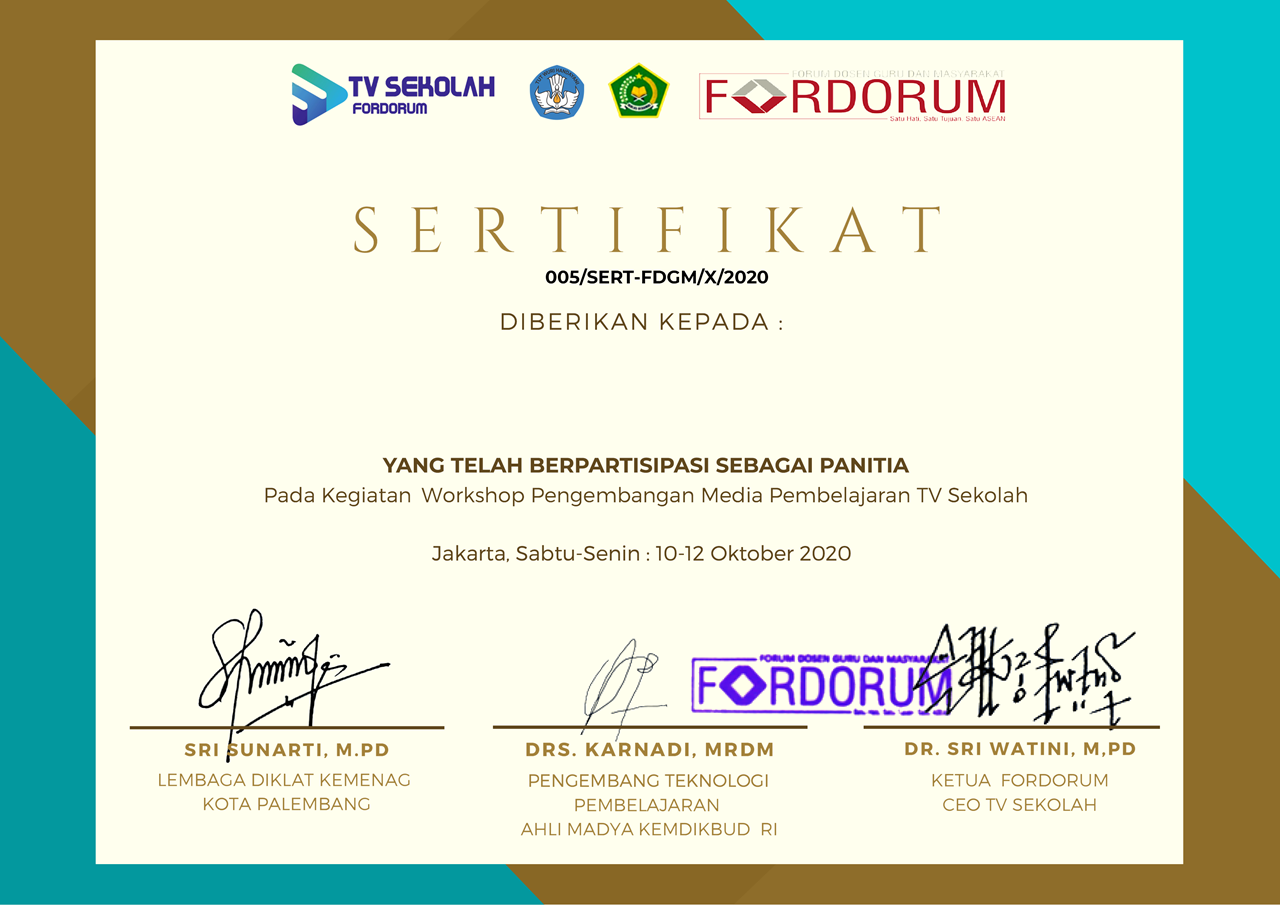 TV SEKOLAH
FORDORUM
FORUM DOSEN GURU DAN MASYARAKAT
FORDORUM
Satu Hati, Satu Tujuan, Satu ASEAN
SERTIFIKAT
005/SERT-FDGM/X/2020
DIBERIKAN KEPADA :
YANG TELAH BERPARTISIPASI SEBAGAI PANITIA
Pada Kegiatan Workshop Pengembangan Media Pembelajaran TV Sekolah
Jakarta, Sabtu-Senin : 10-12 Oktober 2020
FORUM DOSEN GURU DAN MASYARAKAT
FORDORUM
SRI SUNARTI, M.PD
LEMBAGA DIKLAT KEMENAG
KOTA PALEMBANG
DRS. KARNADI, MRDM
PENGEMBANG TEKNOLOGI
PEMBELAJARAN
AHLI MADYA KEMDIKBUD RI
DR. SRI WATINI, M,PD
KETUA FORDORUM
CEO TV SEKOLAH